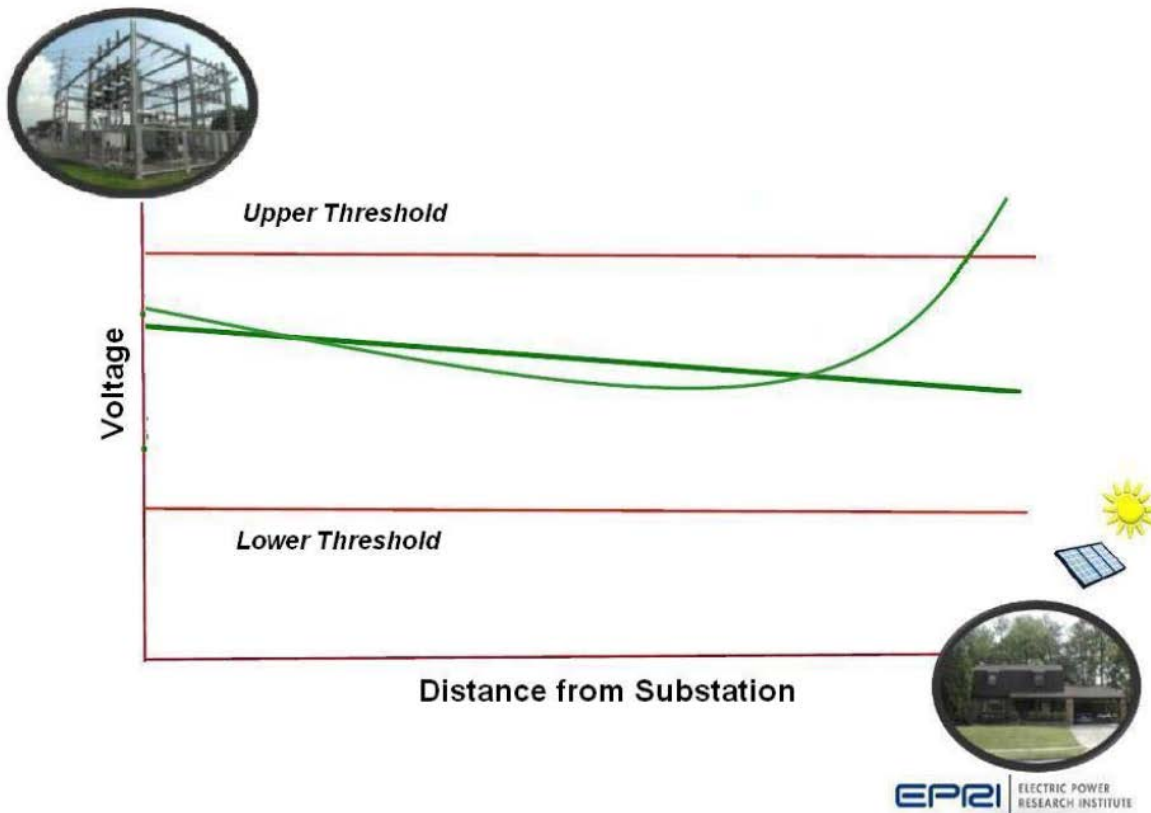 Upper Threshold
Voltage
Lower Threshold
Distance from Substation
EPRI
ELECTRIC POWER
RESEARCH INSTITUTE